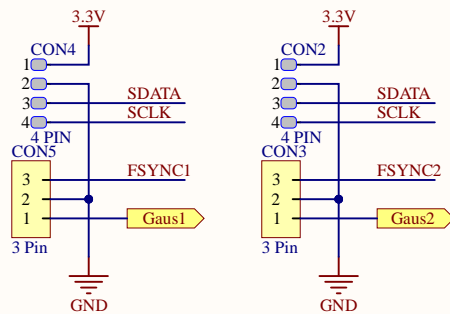 3.3V
CON4
1
2
3 SDATA
4 SCLK
4 PIN
CON5
3 FSYNC1
2
1 Gaus1
3 Pin
GND
3.3V
CON2
1
2
3 SDATA
4 SCLK
4 PIN
CON3
3 FSYNC2
2
1 Gaus2
3 Pin
GND